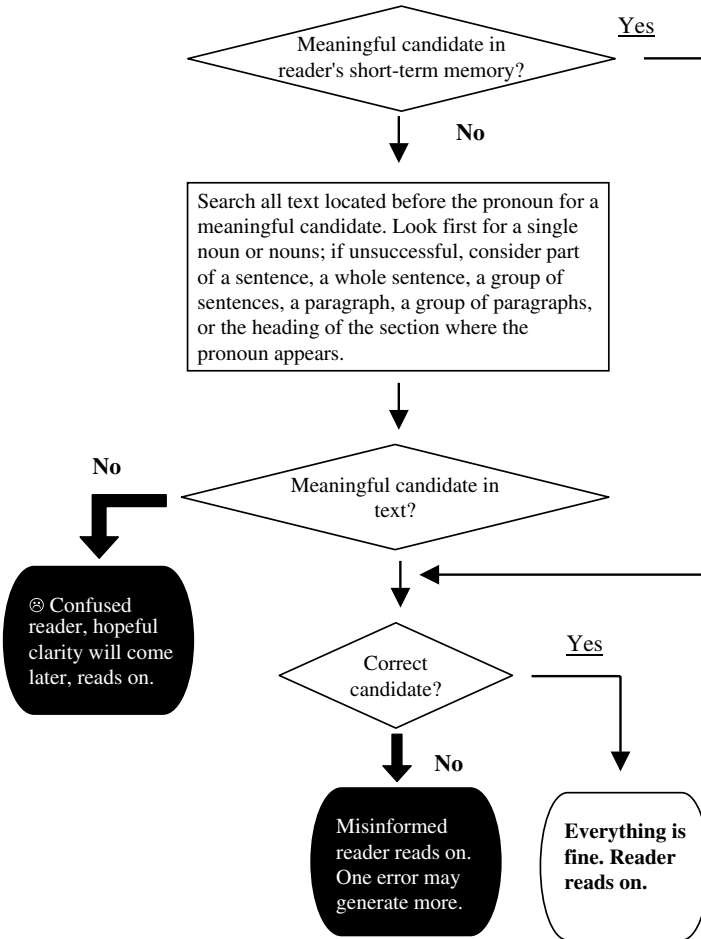 Yes
Meaningful candidate in
reader's short-term memory?
No
Search all text located before the pronoun for a
meaningful candidate. Look first for a single
noun or nouns; if unsuccessful, consider part
of a sentence, a whole sentence, a group of
sentences, a paragraph, a group of paragraphs,
or the heading of the section where the
pronoun appears.
No
Meaningful candidate in
text?
☹ Confused
reader, hopeful
clarity will come
later, reads on.
Yes
Correct
candidate?
No
Misinformed
reader reads on.
One error may
generate more.
Everything is
fine. Reader
reads on.